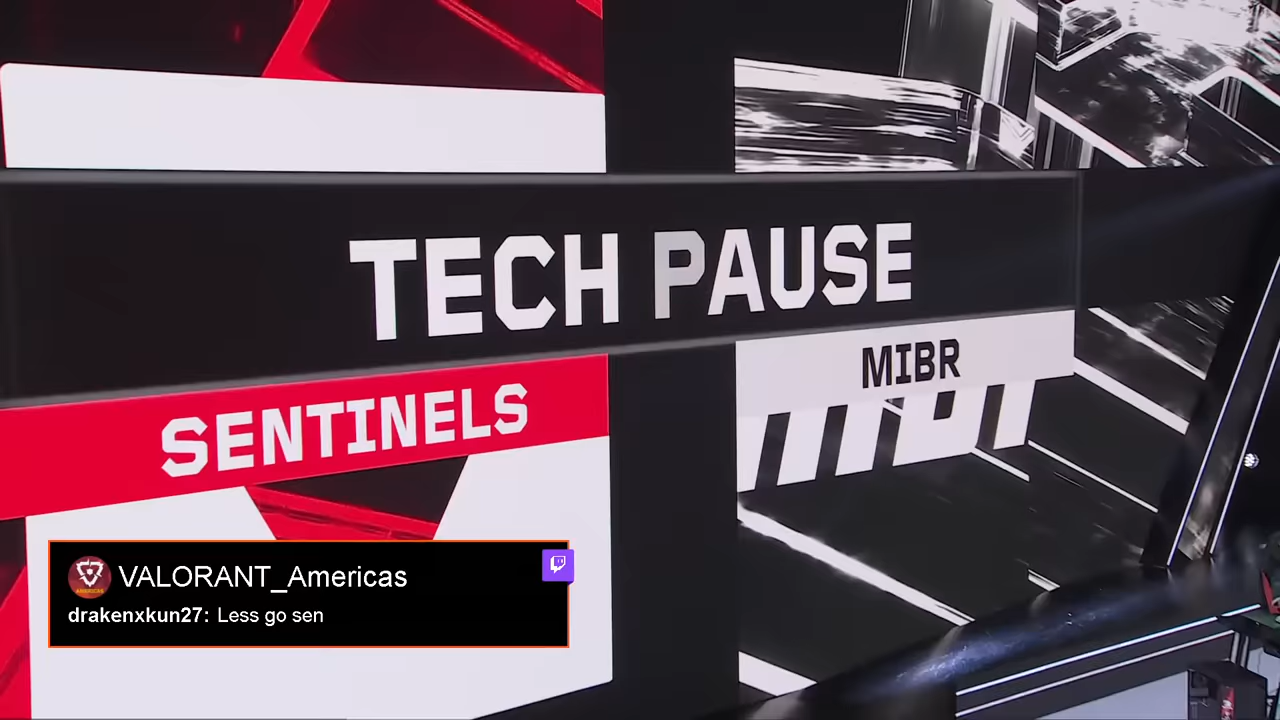 TECH PAUSE
SENTINELS
MIBR
VALORANT_Americas
drakenxkun27: Less go sen